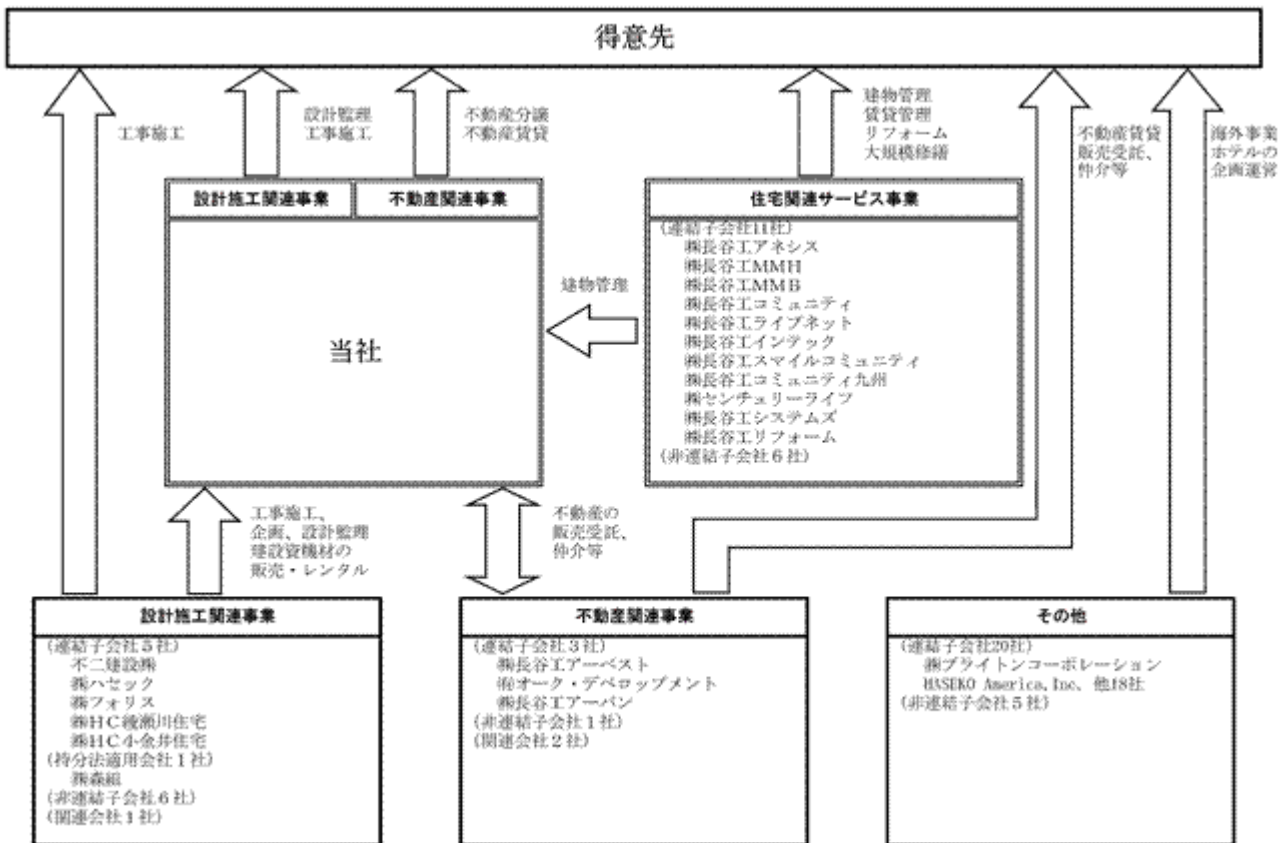 得意先
工事施工
設計監理
工事施工
不動産分譲
不動産賃貸
建物管理
賃貸管理
リフォーム
大規模修繕
不動産賃貸
販売受託、
仲介等
海外事業
ホテルの
企画運営
設計施工関連事業
不動産関連事業
当社
建物管理
住宅関連サービス事業
(連結子会社11社)
㈱長谷工アネシス
㈱長谷工MMH
㈱長谷工MMB
㈱長谷工コミュニティ
㈱長谷工ライブネット
㈱長谷工インテック
㈱長谷工スマイルコミュニティ
㈱長谷工コミュニティ九州
㈱センチュリーライフ
㈱長谷工システムズ
㈱長谷工リフォーム
(非連結子会社6社)
工事施工、
企画、設計監理
建設資機材の
販売・レンタル
不動産の
販売受託、
仲介等
設計施工関連事業
(連結子会社5社)
不二建設㈱
㈱ハセック
㈱フォリス
㈱HC綾瀬川住宅
㈱HC小金井住宅
(持分法適用会社1社)
㈱森組
(非連結子会社6社)
(関連会社1社)
不動産関連事業
(連結子会社3社)
㈱長谷工アーベスト
㈲オーク・デベロップメント
㈱長谷工アーバン
(非連結子会社1社)
(関連会社2社)
その他
(連結子会社20社)
㈱ブライトンコーポレーション
HASEKO America,Inc、他18社
(非連結子会社5社)